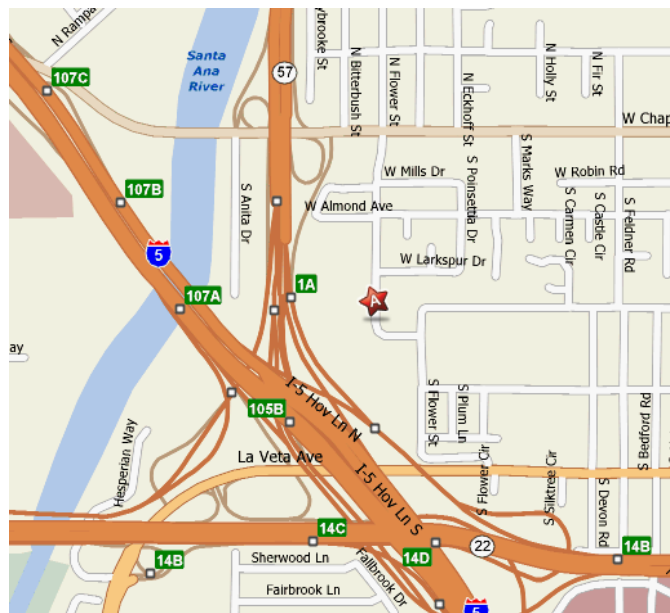 N Rampa
Santa
Ana
River
107C
57
ybrooke St
N Bitterbush St
N Flower St
N Eckhoff St
N Holly St
N Fir St
W Chap
W Mills Dr
S Poinsettia Dr
S Marks Way
W Robin Rd
107B
S Anita Dr
W Almond Ave
S Carmen Cir
S Castle Cir
S Feldner Rd
5
W Larkspur Dr
1A
107A
A
ay
I-5 Hov Ln N
105B
S Flower St
S Plum Ln
S Bedford Rd
Hesperian Way
La Veta Ave
I-5 Hov Ln S
S Flower Cir
S Silktree Cir
S Devon Rd
14C
14B
Sherwood Ln
14D
22
14B
Fairbrook Ln
Fallbrook Dr
5